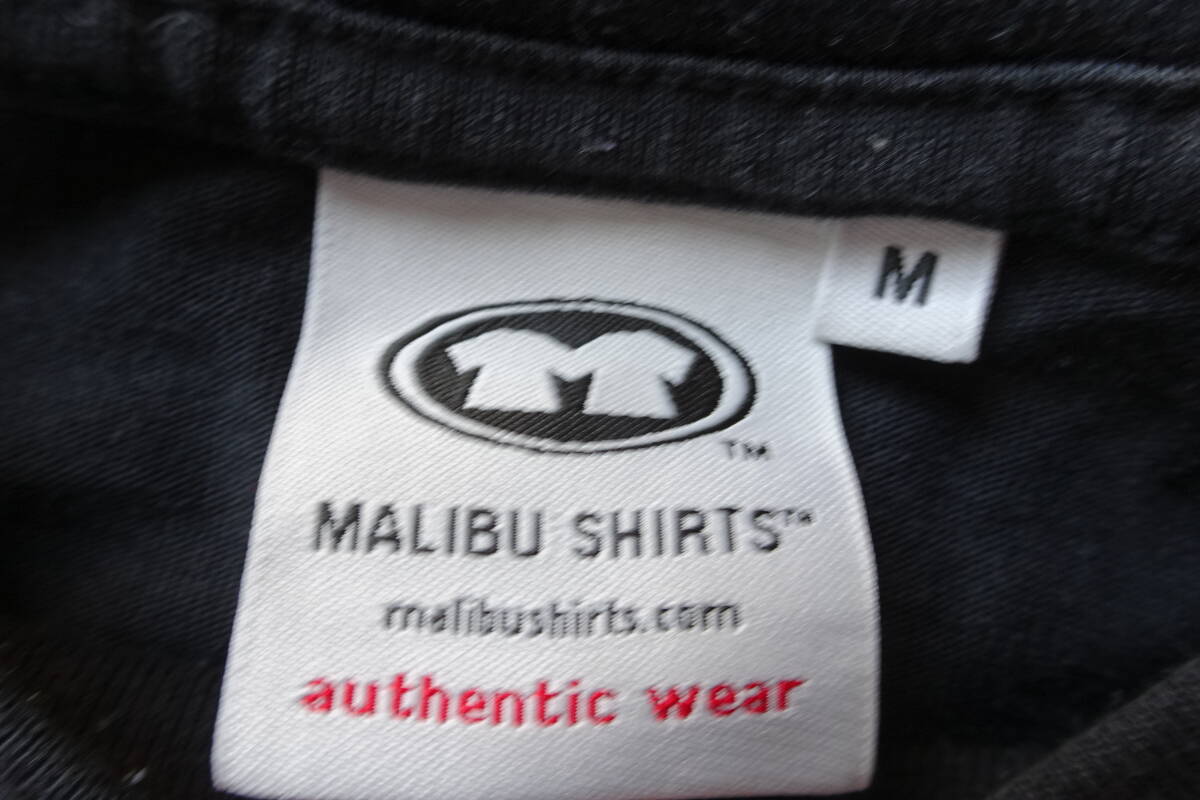 M
TM
MALIBU SHIRTS™
malibushirts.com
authentic wear